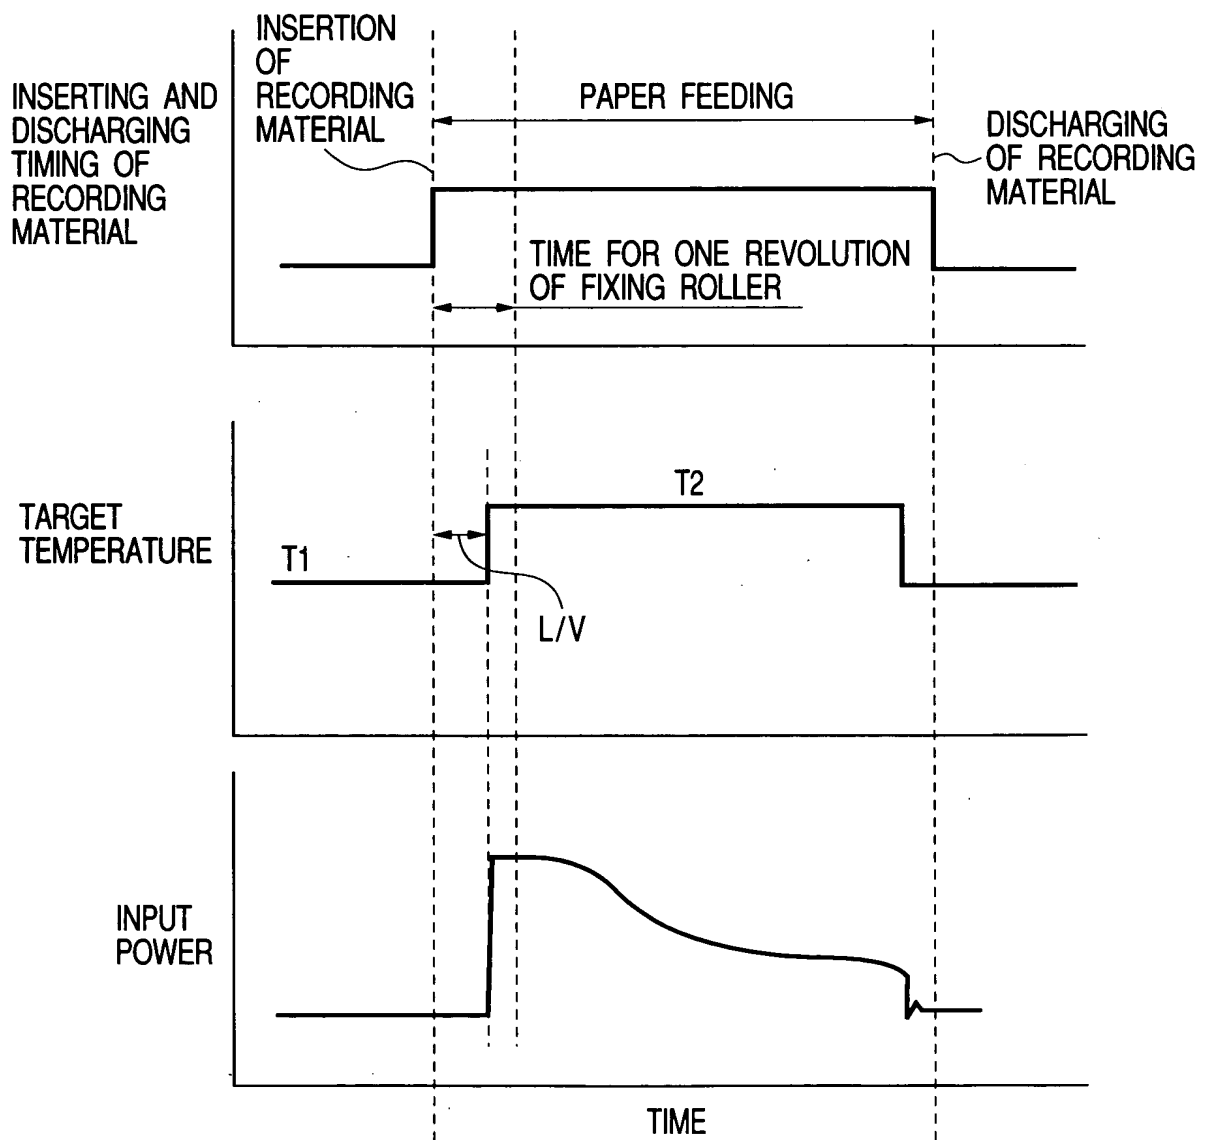 INSERTION
OF
RECORDING
MATERIAL
INSERTING AND
DISCHARGING
TIMING OF
RECORDING
MATERIAL
PAPER FEEDING
DISCHARGING
OF RECORDING
MATERIAL
TIME FOR ONE REVOLUTION
OF FIXING ROLLER
TARGET
TEMPERATURE
T1
T2
L/V
INPUT
POWER
TIME